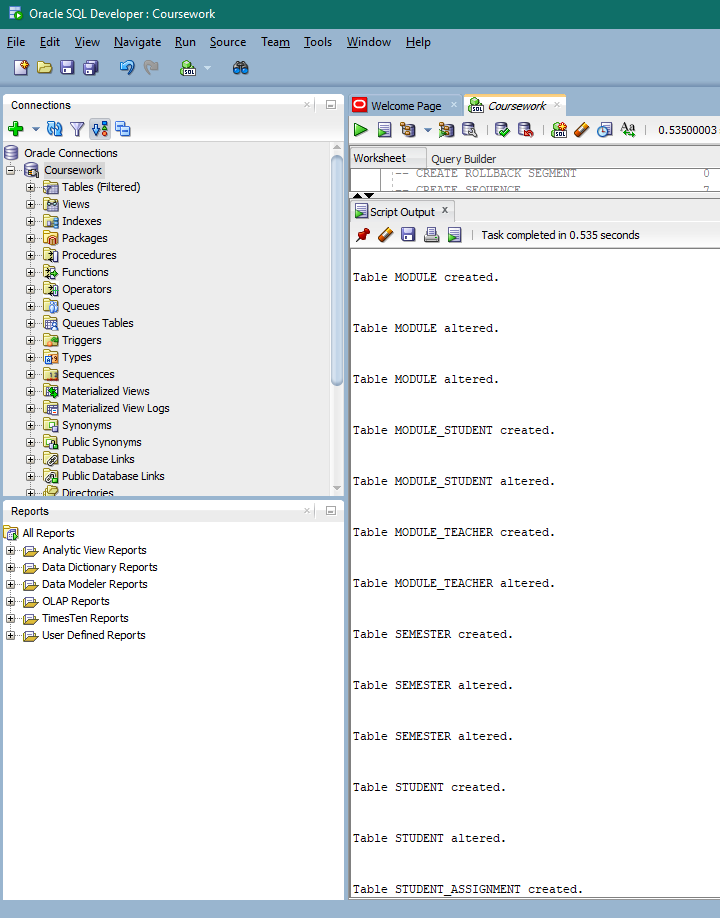 Oracle SQL Developer : Coursework
File Edit View Navigate Run Source Team Tools Window Help
Connections
Oracle Connections
Coursework
Tables (Filtered)
Views
Indexes
Packages
Procedures
Functions
Operators
Queues
Queues Tables
Triggers
Types
Sequences
Materialized Views
Materialized View Logs
Synonyms
Public Synonyms
Database Links
Public Database Links
Directories
Reports
All Reports
Analytic View Reports
Data Dictionary Reports
Data Modeler Reports
OLAP Reports
TimesTen Reports
User Defined Reports
Welcome Page Coursework
0.53500003
Worksheet Query Builder
-- CREATE ROLLBACK SEGMENT 0
-- CREATE SEQUENCE 7
Script Output
Task completed in 0.535 seconds
Table MODULE created.
Table MODULE altered.
Table MODULE altered.
Table MODULE_STUDENT created.
Table MODULE_STUDENT altered.
Table MODULE_TEACHER created.
Table MODULE_TEACHER altered.
Table SEMESTER created.
Table SEMESTER altered.
Table SEMESTER altered.
Table STUDENT created.
Table STUDENT altered.
Table STUDENT_ASSIGNMENT created.